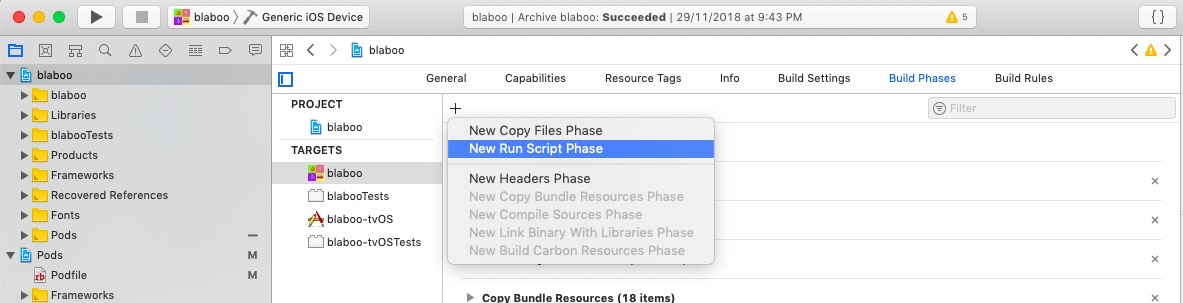 blaboo
Generic iOS Device
blaboo | Archive blaboo: Succeeded | 29/11/2018 at 9:43 PM
5
{ }
blaboo
blaboo
General
Capabilities
Resource Tags
Info
Build Settings
Build Phases
Build Rules
blaboo
Libraries
blabooTests
Products
Frameworks
Recovered References
Fonts
Pods
Pods
M
rb
Podfile
M
Frameworks
PROJECT
blaboo
TARGETS
blaboo
blabooTests
blaboo-tvOS
blaboo-tvOSTests
+
Filter
New Copy Files Phase
New Run Script Phase
New Headers Phase
New Copy Bundle Resources Phase
New Compile Sources Phase
New Link Binary With Libraries Phase
New Build Carbon Resources Phase
Copy Bundle Resources (18 items)